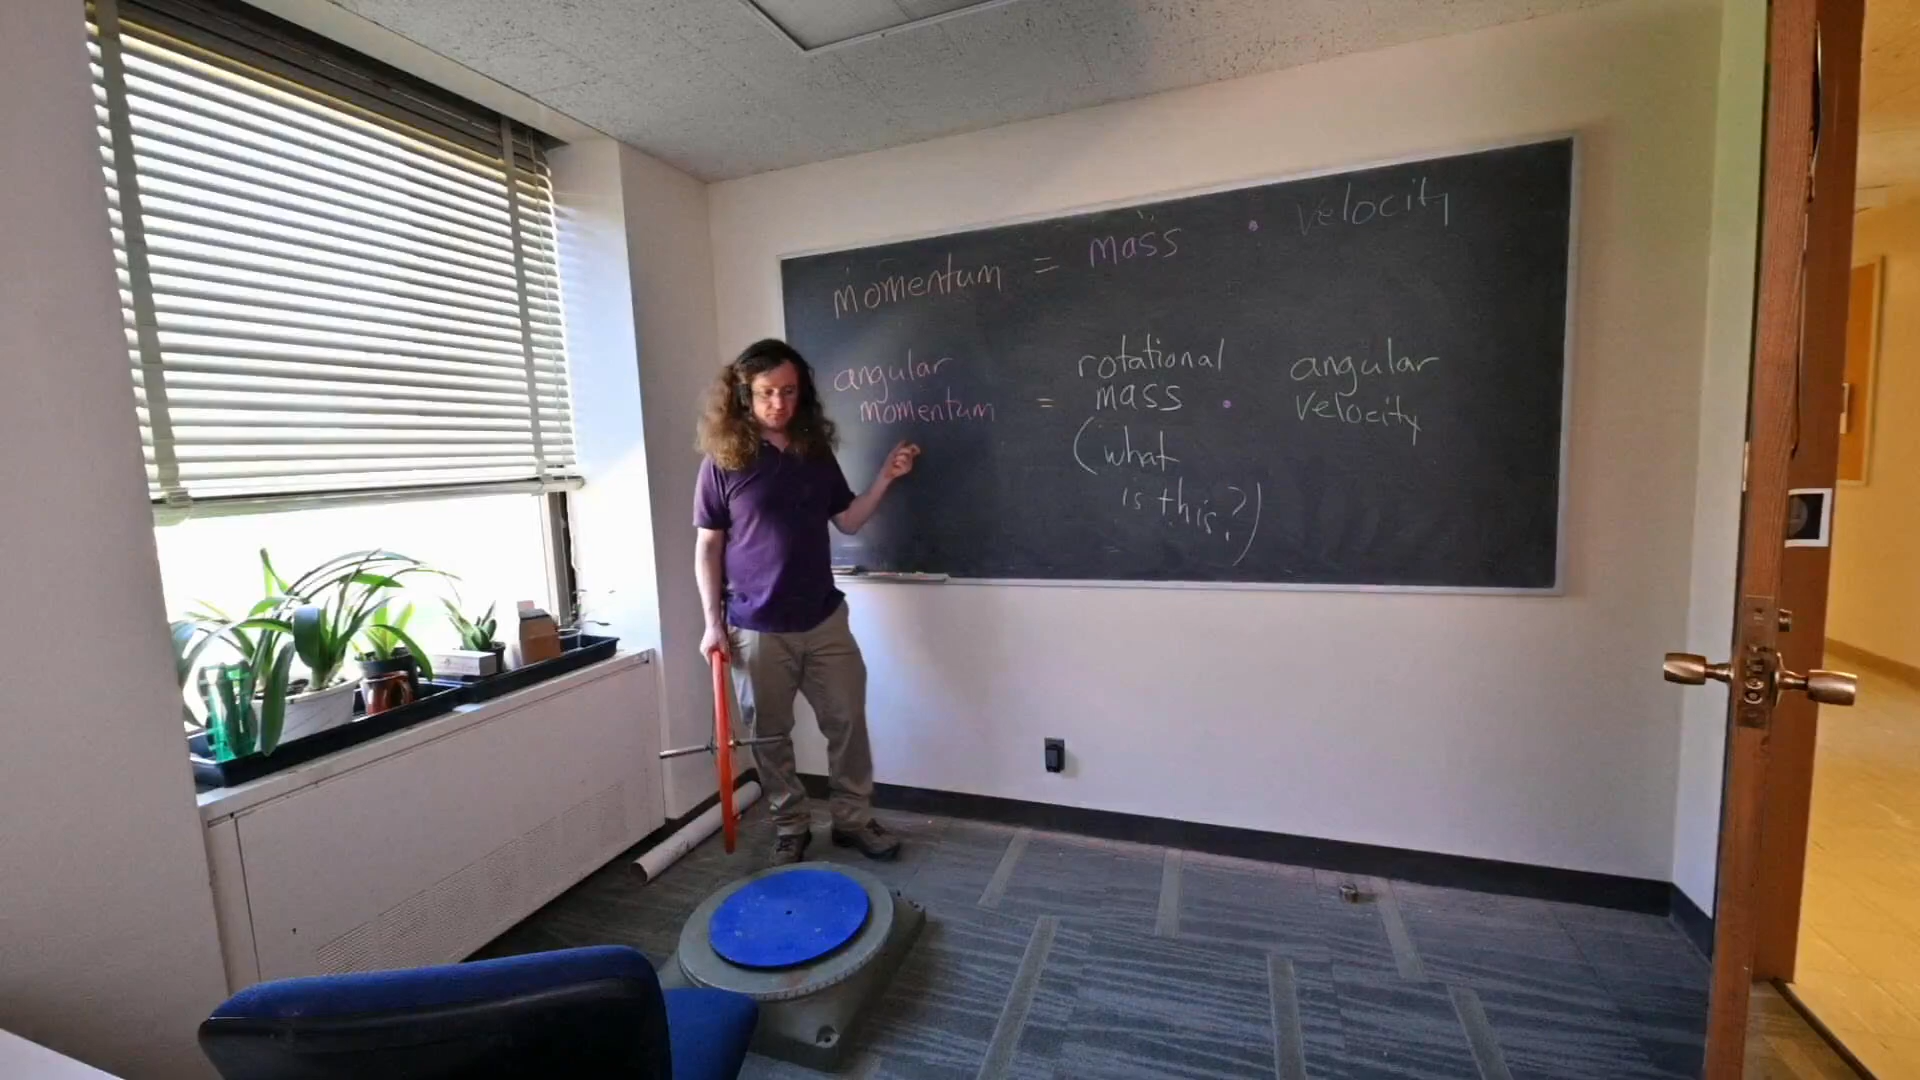 momentum = mass · velocity
angular momentum = rotational mass · angular velocity
(what
is this?)